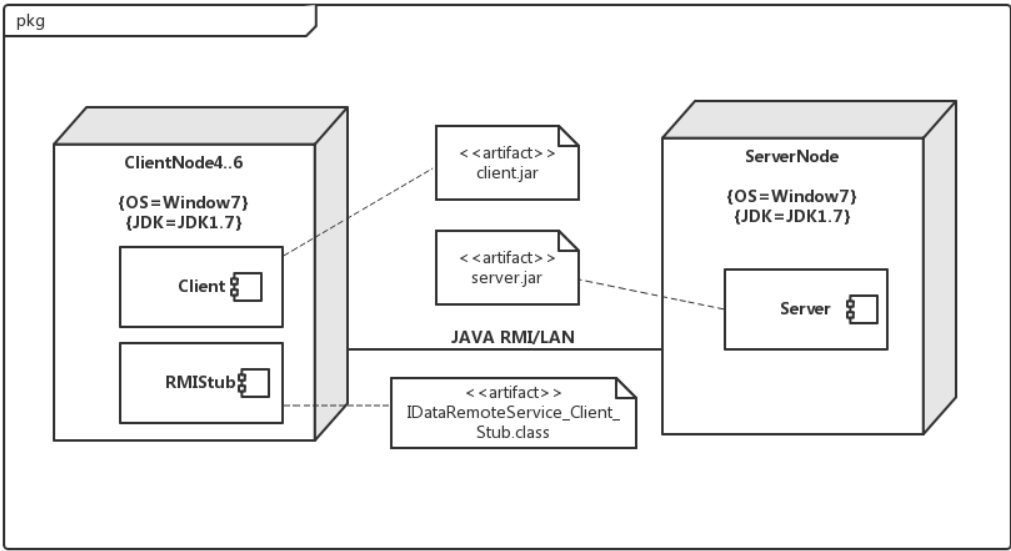 pkg
ClientNode4..6
{OS=Window7}
{JDK=JDK1.7}
Client
RMIStub
<<artifact>>
client.jar
<<artifact>>
server.jar
JAVA RMI/LAN
<<artifact>>
IDataRemoteService_Client_
Stub.class
ServerNode
{OS=Window7}
{JDK=JDK1.7}
Server